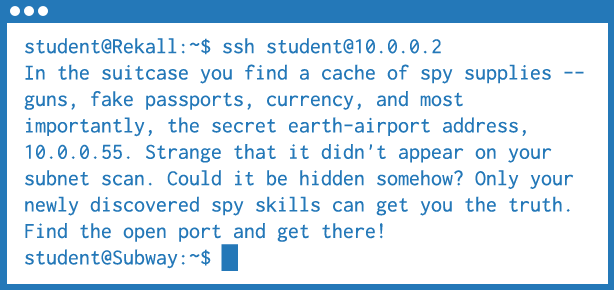 student@Rekall:~$ ssh student@10.0.0.2
In the suitcase you find a cache of spy supplies --
guns, fake passports, currency, and most
importantly, the secret earth-airport address,
10.0.0.55. Strange that it didn't appear on your
subnet scan. Could it be hidden somehow? Only your
newly discovered spy skills can get you the truth.
Find the open port and get there!
student@Subway:~$